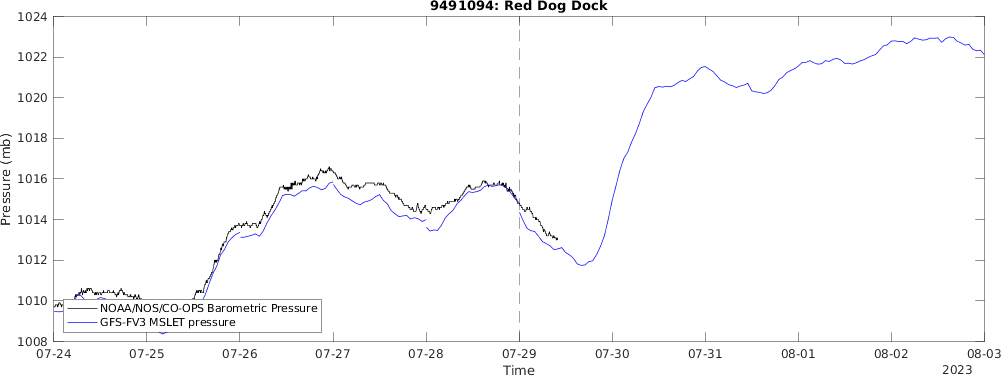 9491094: Red Dog Dock
Pressure (mb)
1024
1022
1020
1018
1016
1014
1012
1010
1008
NOAA/NOS/CO-OPS Barometric Pressure
GFS-FV3 MSLET pressure
07-24 07-25 07-26 07-27 07-28 07-29 07-30 07-31 08-01 08-02 08-03
Time
2023